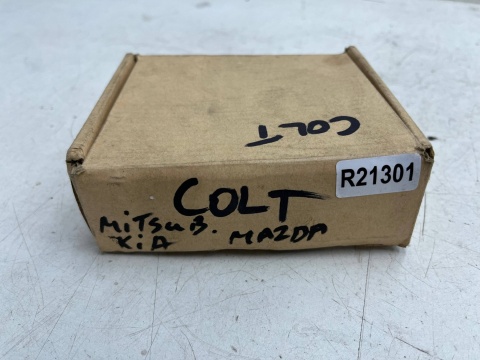 COLT
R21301
COLT
MiTSuB.
KiA MAZDA